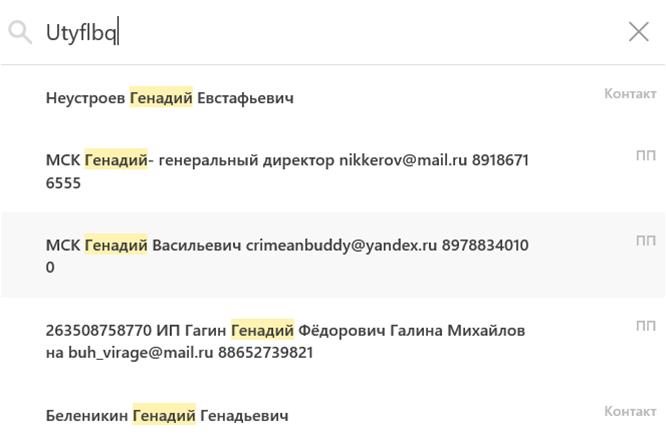 Utyflbq
Неустроев Генадий Евстафьевич
Контакт
МСК Генадий- генеральный директор nikkerov@mail.ru 8918671
6555
ПП
МСК Генадий Васильевич crimeanbuddy@yandex.ru 8978834010
0
ПП
263508758770 ИП Гагин Генадий Фёдорович Галина Михайлов
на buh_virage@mail.ru 88652739821
ПП
Беленикин Генадий Генадьевич
Контакт